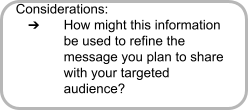 Considerations:
➔ How might this information
be used to refine the
message you plan to share
with your targeted
audience?